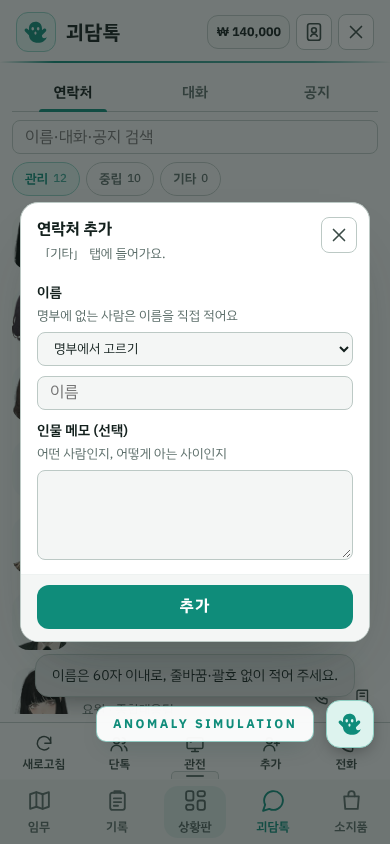 괴담톡
₩ 140,000
연락처
대화
공지
이름·대화·공지 검색
관리 12
중립 10
기타 0
연락처 추가
「기타」 탭에 들어가요.
이름
명부에 없는 사람은 이름을 직접 적어요
명부에서 고르기
이름
인물 메모 (선택)
어떤 사람인지, 어떻게 아는 사이인지
추가
이름은 60자 이내로, 줄바꿈·괄호 없이 적어 주세요.
ANOMALY SIMULATION
새로고침
단톡
관전
추가
전화
임무
기록
상황판
괴담톡
소지품